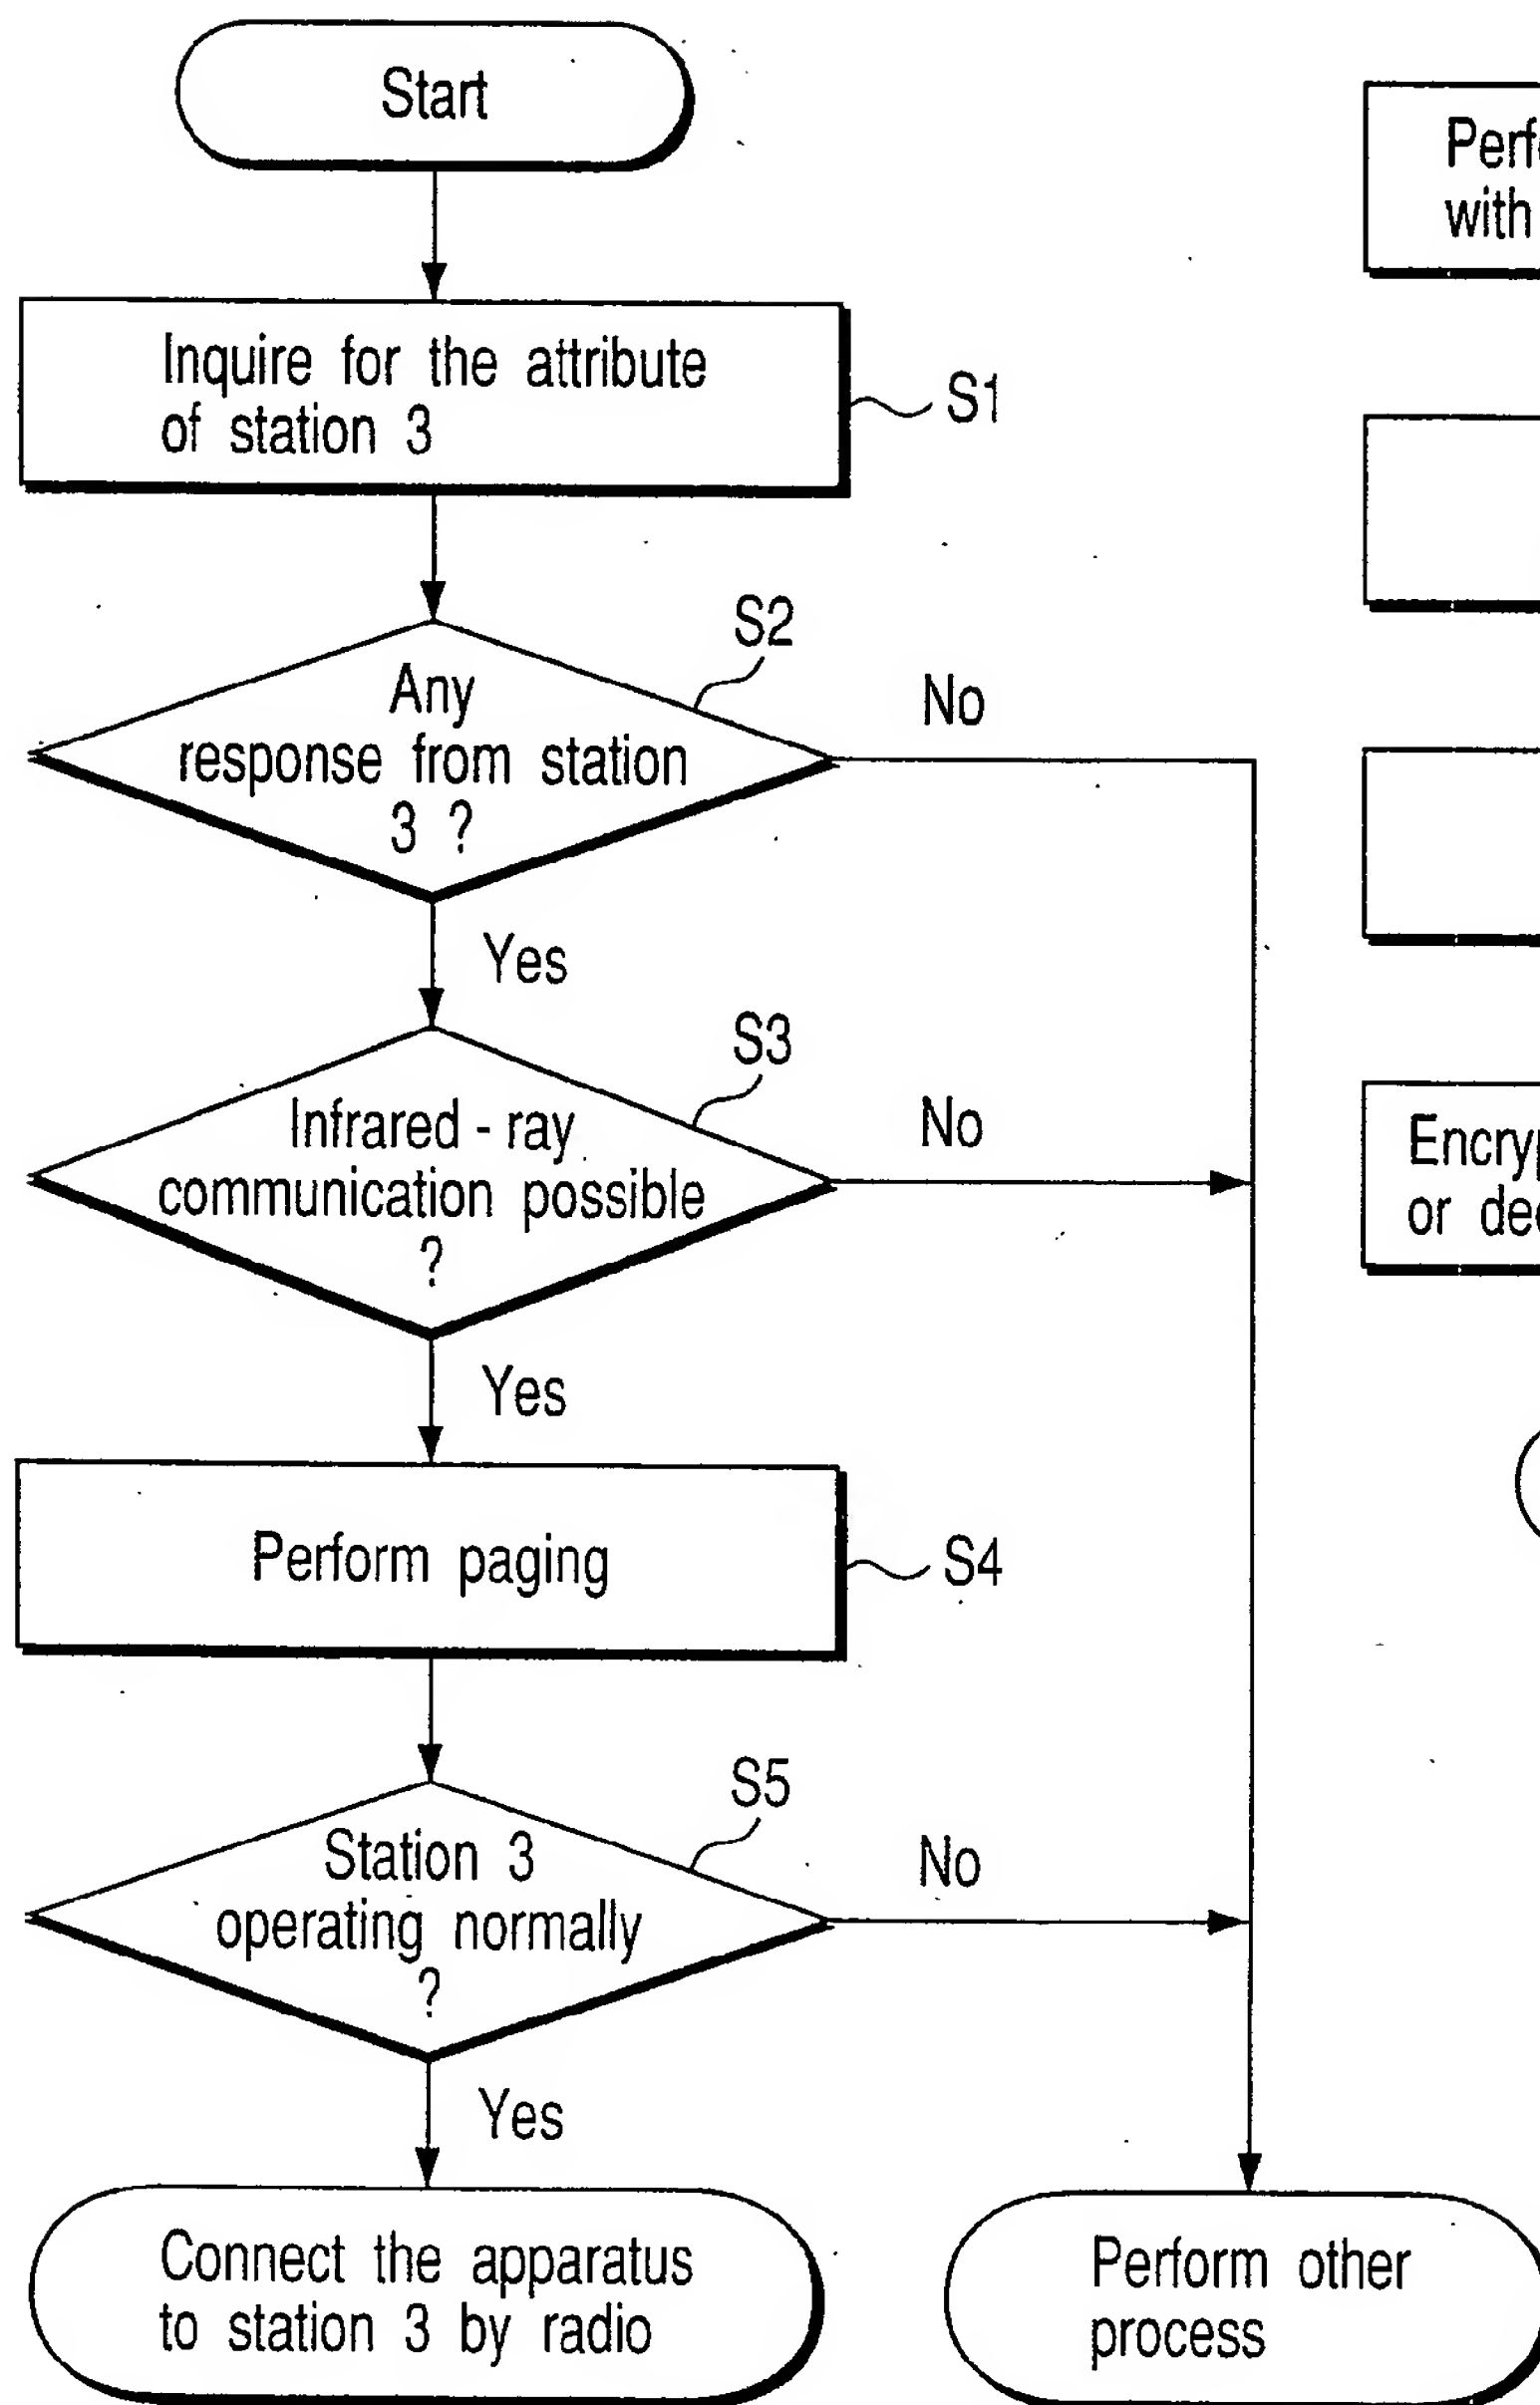 Start
Inquire for the attribute
of station 3
S1
S2
Any
response from station
3 ?
No
Yes
S3
Infrared - ray
communication possible
?
No
Yes
Perform paging
S4
S5
Station 3
operating normally
?
No
Yes
Connect the apparatus
to station 3 by radio
Perform other
process
with
or